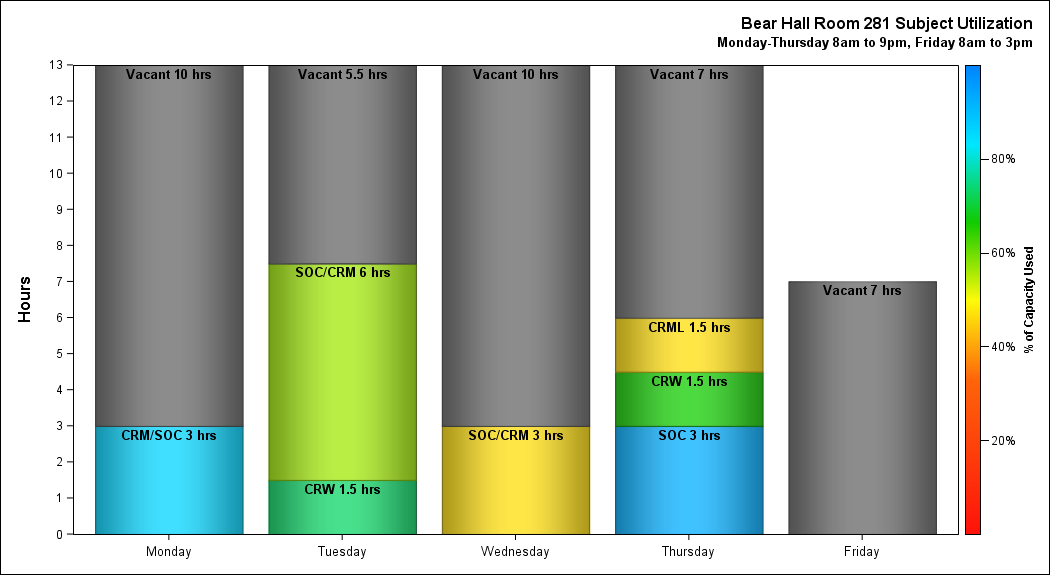 Bear Hall Room 281 Subject Utilization
Monday-Thursday 8am to 9pm, Friday 8am to 3pm
Hours
13
12
11
10
9
8
7
6
5
4
3
2
1
0
Vacant 10 hrs
CRM/SOC 3 hrs
Vacant 5.5 hrs
SOC/CRM 6 hrs
CRW 1.5 hrs
Vacant 10 hrs
SOC/CRM 3 hrs
Vacant 7 hrs
CRML 1.5 hrs
CRW 1.5 hrs
SOC 3 hrs
Vacant 7 hrs
Monday
Tuesday
Wednesday
Thursday
Friday
80%
60%
40%
20%
% of Capacity Used